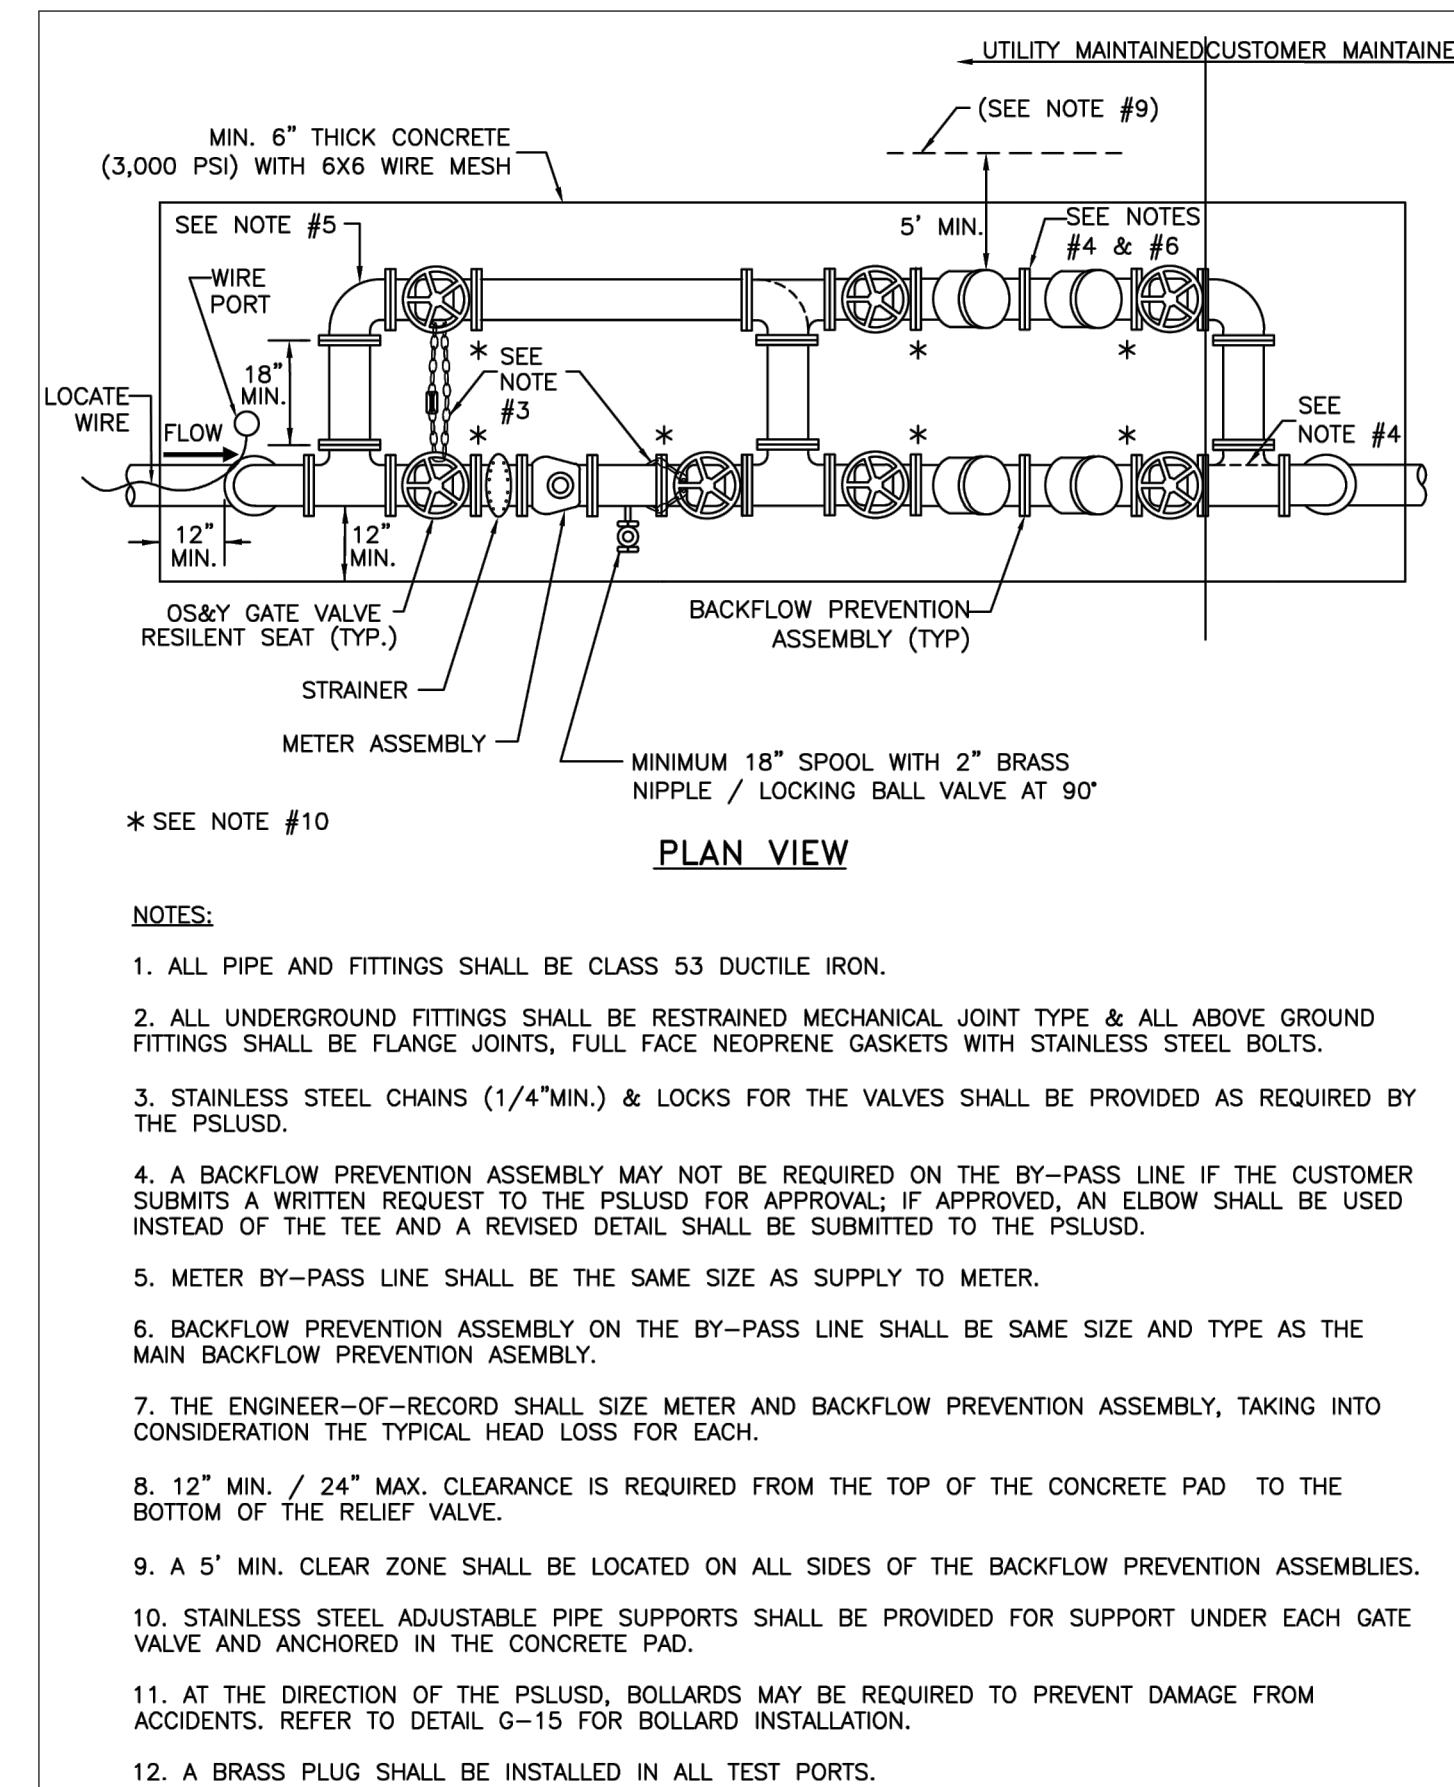 UTILITY MAINTAINED CUSTOMER MAINTAINE
(SEE NOTE #9)
MIN. 6" THICK CONCRETE
(3,000 PSI) WITH 6X6 WIRE MESH
SEE NOTE #5
5' MIN.
SEE NOTES
#4 & #6
WIRE
PORT
18"
MIN.
* SEE
NOTE
#3
*
*
LOCATE
WIRE
FLOW
*
*
*
*
SEE
NOTE #4
12"
MIN.
12"
MIN.
OS&Y GATE VALVE
RESILENT SEAT (TYP.)
BACKFLOW PREVENTION
ASSEMBLY (TYP)
STRAINER
METER ASSEMBLY
MINIMUM 18" SPOOL WITH 2" BRASS
NIPPLE / LOCKING BALL VALVE AT 90°
* SEE NOTE #10
PLAN VIEW
NOTES:
1. ALL PIPE AND FITTINGS SHALL BE CLASS 53 DUCTILE IRON.
2. ALL UNDERGROUND FITTINGS SHALL BE RESTRAINED MECHANICAL JOINT TYPE & ALL ABOVE GROUND
FITTINGS SHALL BE FLANGE JOINTS, FULL FACE NEOPRENE GASKETS WITH STAINLESS STEEL BOLTS.
3. STAINLESS STEEL CHAINS (1/4"MIN.) & LOCKS FOR THE VALVES SHALL BE PROVIDED AS REQUIRED BY
THE PSLUSD.
4. A BACKFLOW PREVENTION ASSEMBLY MAY NOT BE REQUIRED ON THE BY-PASS LINE IF THE CUSTOMER
SUBMITS A WRITTEN REQUEST TO THE PSLUSD FOR APPROVAL; IF APPROVED, AN ELBOW SHALL BE USED
INSTEAD OF THE TEE AND A REVISED DETAIL SHALL BE SUBMITTED TO THE PSLUSD.
5. METER BY-PASS LINE SHALL BE THE SAME SIZE AS SUPPLY TO METER.
6. BACKFLOW PREVENTION ASSEMBLY ON THE BY-PASS LINE SHALL BE SAME SIZE AND TYPE AS THE
MAIN BACKFLOW PREVENTION ASEMBLY.
7. THE ENGINEER-OF-RECORD SHALL SIZE METER AND BACKFLOW PREVENTION ASSEMBLY, TAKING INTO
CONSIDERATION THE TYPICAL HEAD LOSS FOR EACH.
8. 12" MIN. / 24" MAX. CLEARANCE IS REQUIRED FROM THE TOP OF THE CONCRETE PAD TO THE
BOTTOM OF THE RELIEF VALVE.
9. A 5' MIN. CLEAR ZONE SHALL BE LOCATED ON ALL SIDES OF THE BACKFLOW PREVENTION ASSEMBLIES.
10. STAINLESS STEEL ADJUSTABLE PIPE SUPPORTS SHALL BE PROVIDED FOR SUPPORT UNDER EACH GATE
VALVE AND ANCHORED IN THE CONCRETE PAD.
11. AT THE DIRECTION OF THE PSLUSD, BOLLARDS MAY BE REQUIRED TO PREVENT DAMAGE FROM
ACCIDENTS. REFER TO DETAIL G-15 FOR BOLLARD INSTALLATION.
12. A BRASS PLUG SHALL BE INSTALLED IN ALL TEST PORTS.